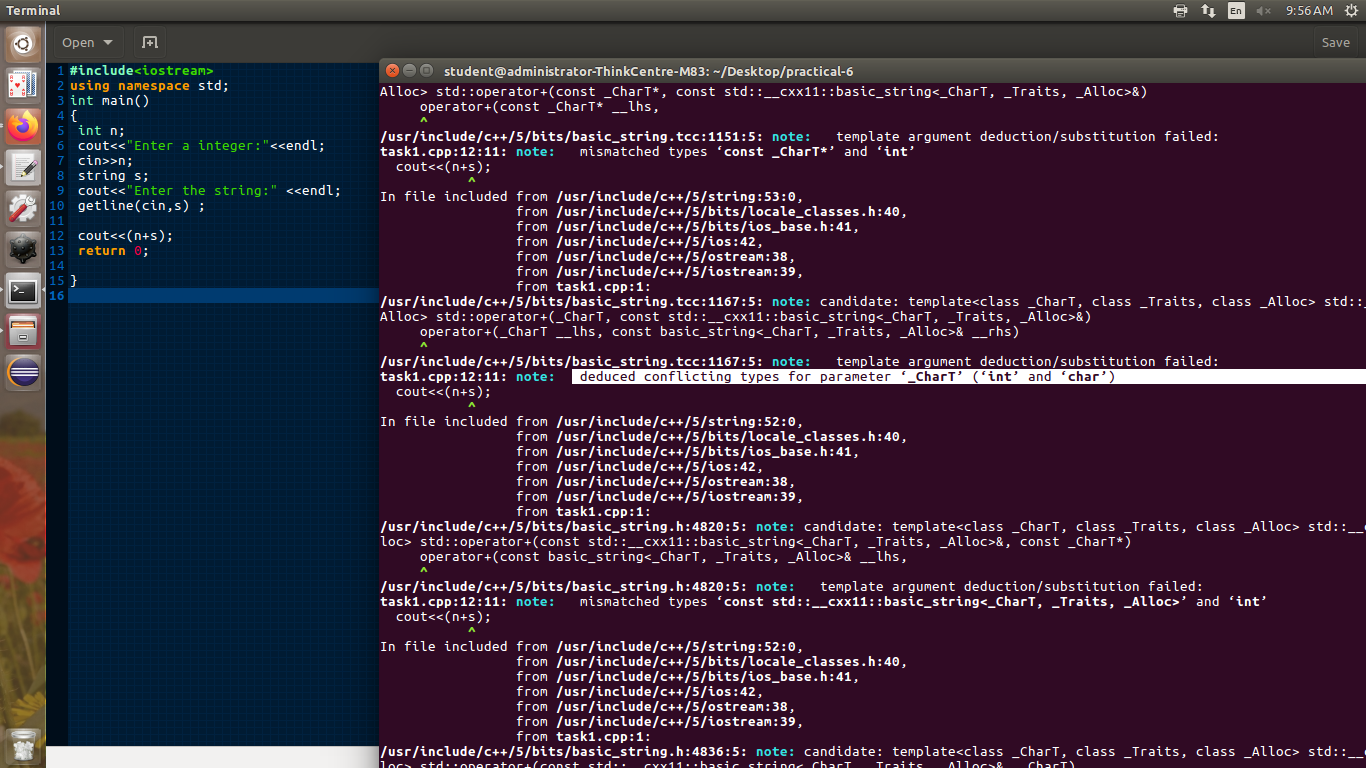 Terminal
En
9:56 AM
Open
Save
1 #include<iostream>
2 using namespace std;
3 int main()
4 {
5 int n;
6 cout<<"Enter a integer:"<<endl;
7 cin>>n;
8 string s;
9 cout<<"Enter the string:" <<endl;
10 getline(cin,s) ;
11
12 cout<<(n+s);
13 return 0;
14
15 }
16
student@administrator-ThinkCentre-M83: ~/Desktop/practical-6
Alloc> std::operator+(const _CharT*, const std::__cxx11::basic_string<_CharT, _Traits, _Alloc>&)
operator+(const _CharT* __lhs,
^
/usr/include/c++/5/bits/basic_string.tcc:1151:5: note:   template argument deduction/substitution failed:
task1.cpp:12:11: note:   mismatched types ‘const _CharT*’ and ‘int’
cout<<(n+s);
^
In file included from /usr/include/c++/5/string:53:0,
from /usr/include/c++/5/bits/locale_classes.h:40,
from /usr/include/c++/5/bits/ios_base.h:41,
from /usr/include/c++/5/ios:42,
from /usr/include/c++/5/ostream:38,
from /usr/include/c++/5/iostream:39,
from task1.cpp:1:
/usr/include/c++/5/bits/basic_string.tcc:1167:5: note: candidate: template<class _CharT, class _Traits, class _Alloc> std::_
Alloc> std::operator+(_CharT, const std::__cxx11::basic_string<_CharT, _Traits, _Alloc>&)
operator+(_CharT __lhs, const basic_string<_CharT, _Traits, _Alloc>& __rhs)
^
/usr/include/c++/5/bits/basic_string.tcc:1167:5: note:   template argument deduction/substitution failed:
task1.cpp:12:11: note:   deduced conflicting types for parameter ‘_CharT’ (‘int’ and ‘char’)
cout<<(n+s);
^
In file included from /usr/include/c++/5/string:52:0,
from /usr/include/c++/5/bits/locale_classes.h:40,
from /usr/include/c++/5/bits/ios_base.h:41,
from /usr/include/c++/5/ios:42,
from /usr/include/c++/5/ostream:38,
from /usr/include/c++/5/iostream:39,
from task1.cpp:1:
/usr/include/c++/5/bits/basic_string.h:4820:5: note: candidate: template<class _CharT, class _Traits, class _Alloc> std::__c
loc> std::operator+(const std::__cxx11::basic_string<_CharT, _Traits, _Alloc>&, const _CharT*)
operator+(const basic_string<_CharT, _Traits, _Alloc>& __lhs,
^
/usr/include/c++/5/bits/basic_string.h:4820:5: note:   template argument deduction/substitution failed:
task1.cpp:12:11: note:   mismatched types ‘const std::__cxx11::basic_string<_CharT, _Traits, _Alloc>’ and ‘int’
cout<<(n+s);
^
In file included from /usr/include/c++/5/string:52:0,
from /usr/include/c++/5/bits/locale_classes.h:40,
from /usr/include/c++/5/bits/ios_base.h:41,
from /usr/include/c++/5/ios:42,
from /usr/include/c++/5/ostream:38,
from /usr/include/c++/5/iostream:39,
from task1.cpp:1:
/usr/include/c++/5/bits/basic_string.h:4836:5: note: candidate: template<class _CharT, class _Traits, class _Alloc> std::__c
loc> std::operator+(const std::__cxx11::basic_string<_CharT, _Traits, _Alloc>&, _CharT)